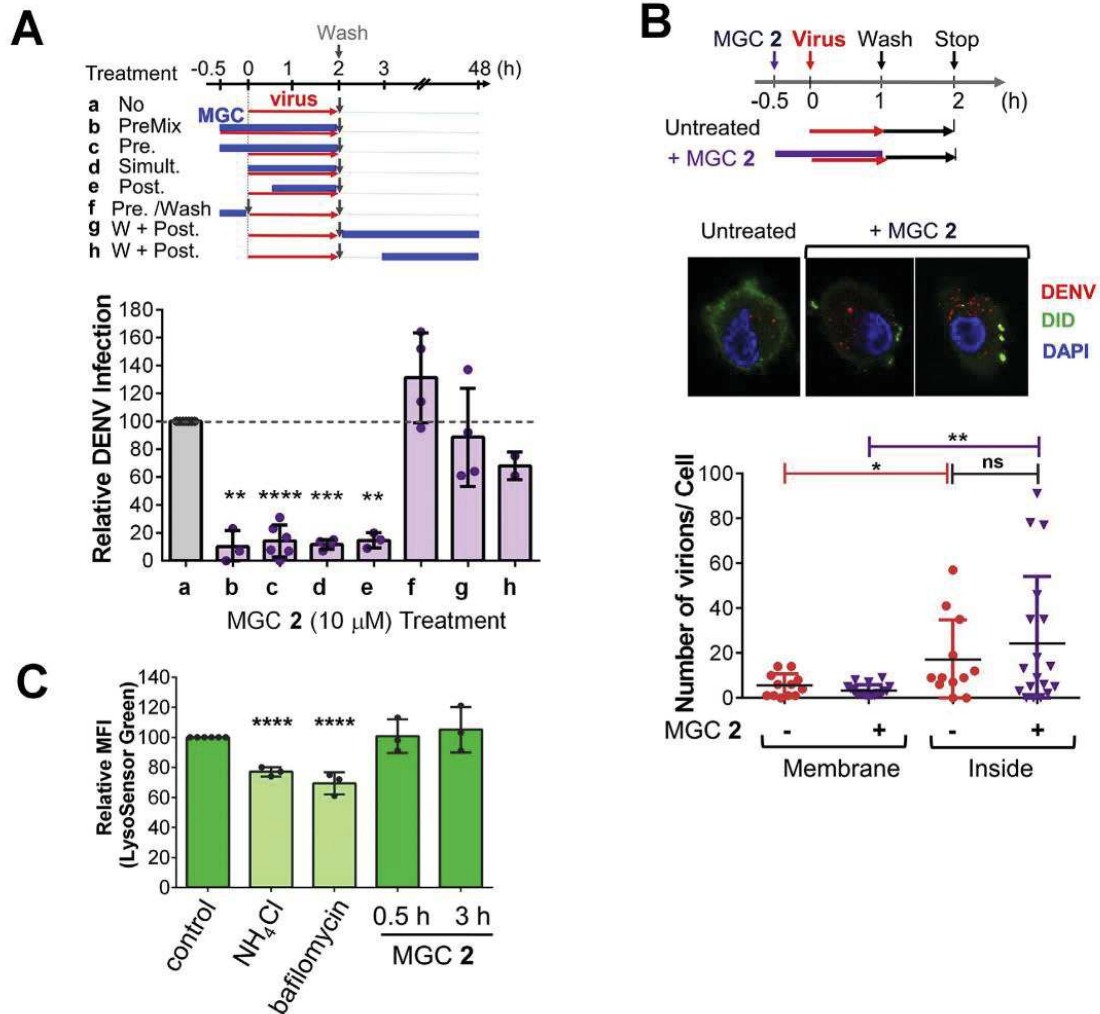 A
Wash
Treatment
-0.5 0 1 2 3 48 (h)
a No
virus
MGC
b PreMix
c Pre.
d Simult.
e Post.
f Pre. /Wash
g W + Post.
h W + Post.
Relative DENV Infection
180
160
140
120
100
80
60
40
20
0
** **** *** **
a b c d e f g h
MGC 2 (10 μM) Treatment
B
MGC 2 Virus Wash Stop
-0.5 0 1 2 (h)
Untreated
+ MGC 2
Untreated + MGC 2
DENV
DID
DAPI
**
* ns
Number of virions/ Cell
100
80
60
40
20
0
MGC 2 - + - +
Membrane Inside
C
Relative MFI
(LysoSensor Green)
140
120
100
80
60
40
20
0
**** ****
control
NH₄Cl
bafilomycin
0.5 h 3 h
MGC 2